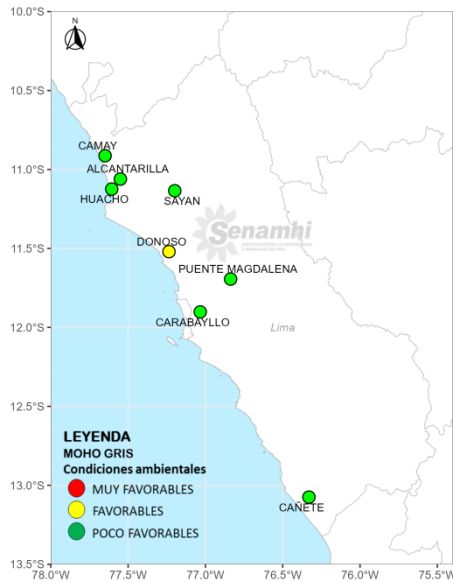 10.0°S
N
10.5°S
CAMAY
11.0°S
ALCANTARILLA
HUACHO
SAYAN
Senamhi
11.5°S
DONOSO
PUENTE MAGDALENA
CARABAYLLO
Lima
12.0°S
12.5°S
LEYENDA
MOHO GRIS
Condiciones ambientales
MUY FAVORABLES
FAVORABLES
POCO FAVORABLES
13.0°S
CAÑETE
13.5°S
78.0°W
77.5°W
77.0°W
76.5°W
76.0°W
75.5°W